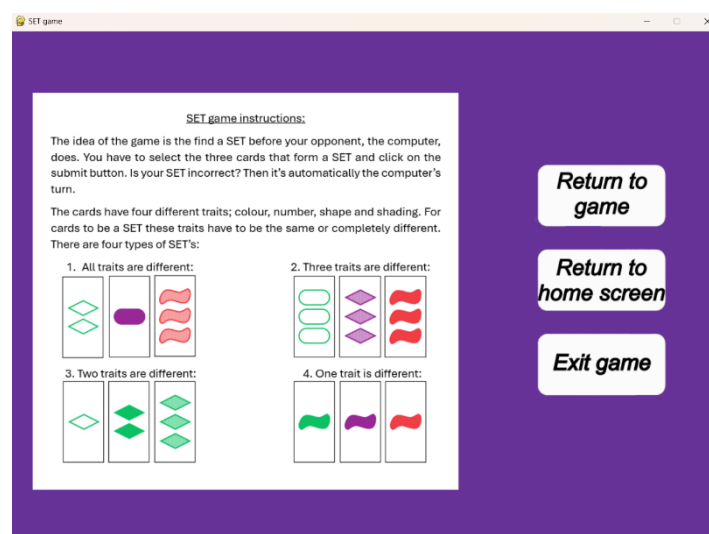 SET game
SET game instructions:
The idea of the game is the find a SET before your opponent, the computer,
does. You have to select the three cards that form a SET and click on the
submit button. Is your SET incorrect? Then it's automatically the computer's
turn.
The cards have four different traits; colour, number, shape and shading. For
cards to be a SET these traits have to be the same or completely different.
There are four types of SET's:
1. All traits are different:
2. Three traits are different:
3. Two traits are different:
4. One trait is different:
Return to
game
Return to
home screen
Exit game